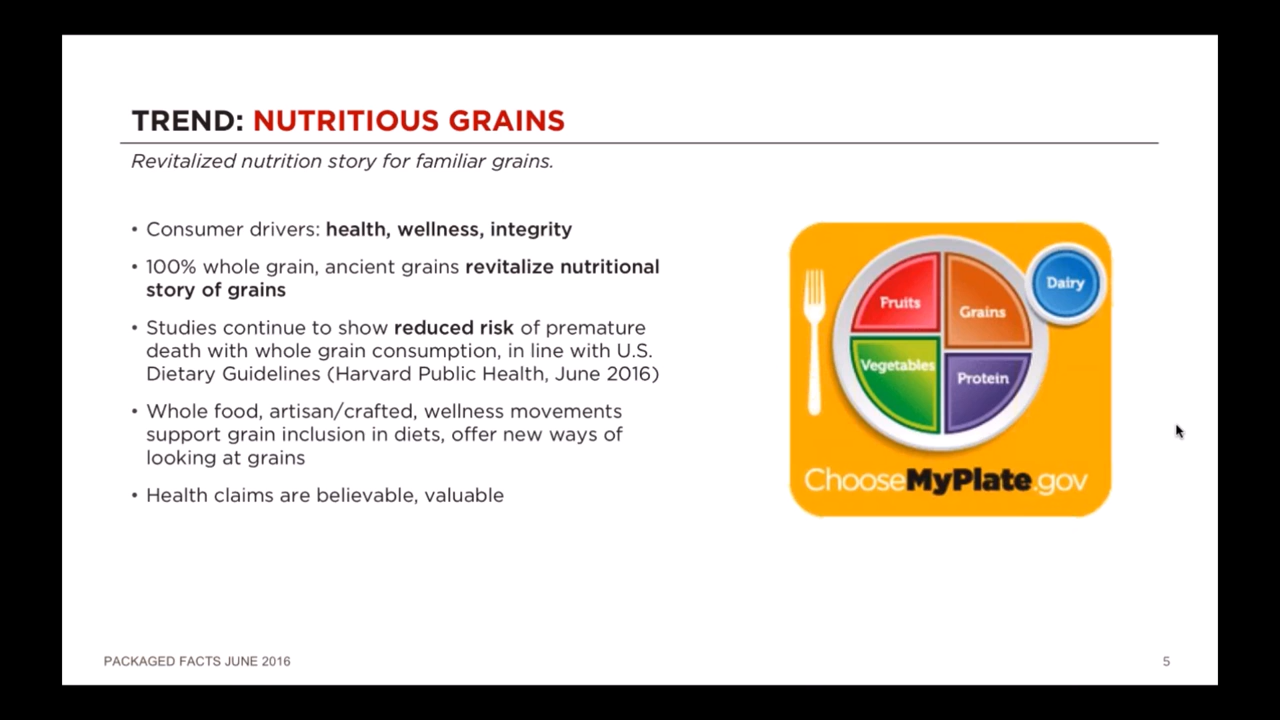 TREND: NUTRITIOUS GRAINS
Revitalized nutrition story for familiar grains.
• Consumer drivers: health, wellness, integrity
• 100% whole grain, ancient grains revitalize nutritional
story of grains
• Studies continue to show reduced risk of premature
death with whole grain consumption, in line with U.S.
Dietary Guidelines (Harvard Public Health, June 2016)
• Whole food, artisan/crafted, wellness movements
support grain inclusion in diets, offer new ways of
looking at grains
• Health claims are believable, valuable
Fruits
Grains
Dairy
Vegetables
Protein
ChooseMyPlate.gov
PACKAGED FACTS JUNE 2016
5